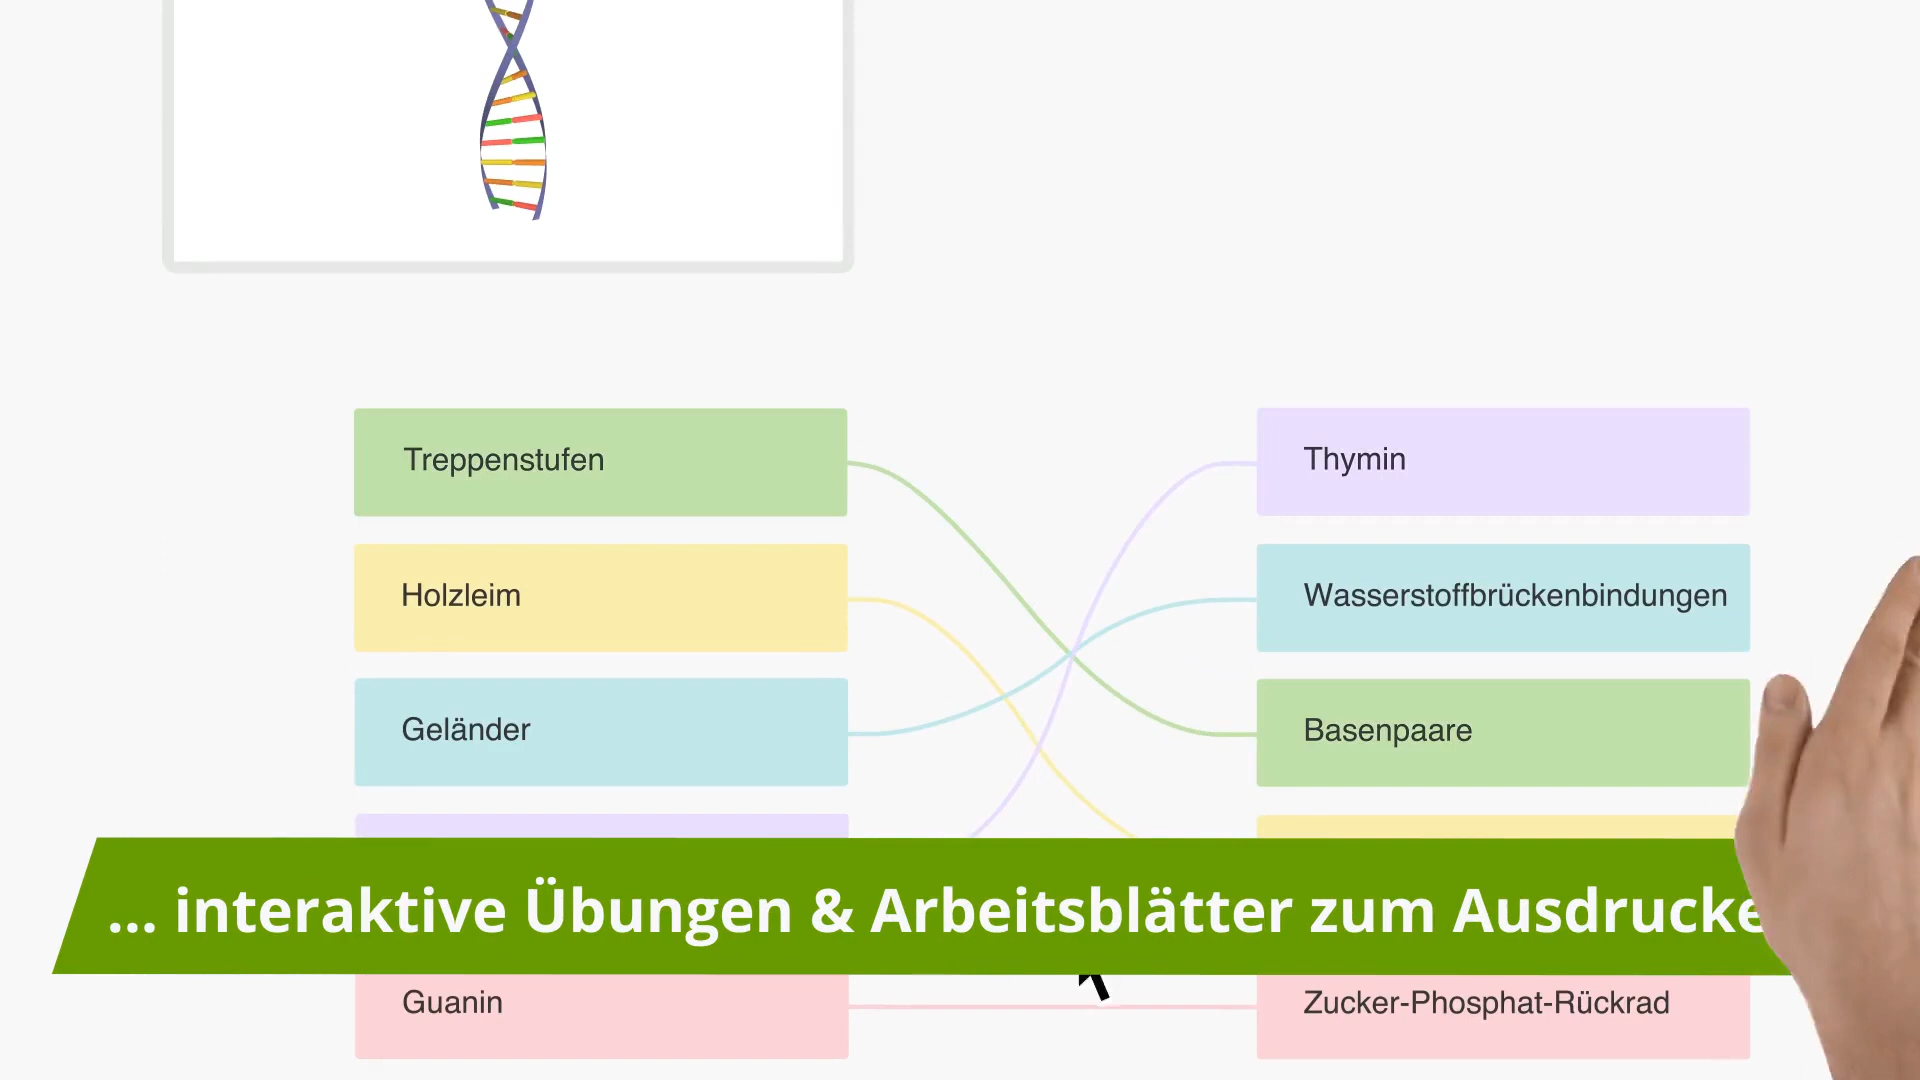 Treppenstufen
Thymin
Holzleim
Wasserstoffbrückenbindungen
Geländer
Basenpaare
... interaktive Übungen & Arbeitsblätter zum Ausdrucke
Guanin
Zucker-Phosphat-Rückrad